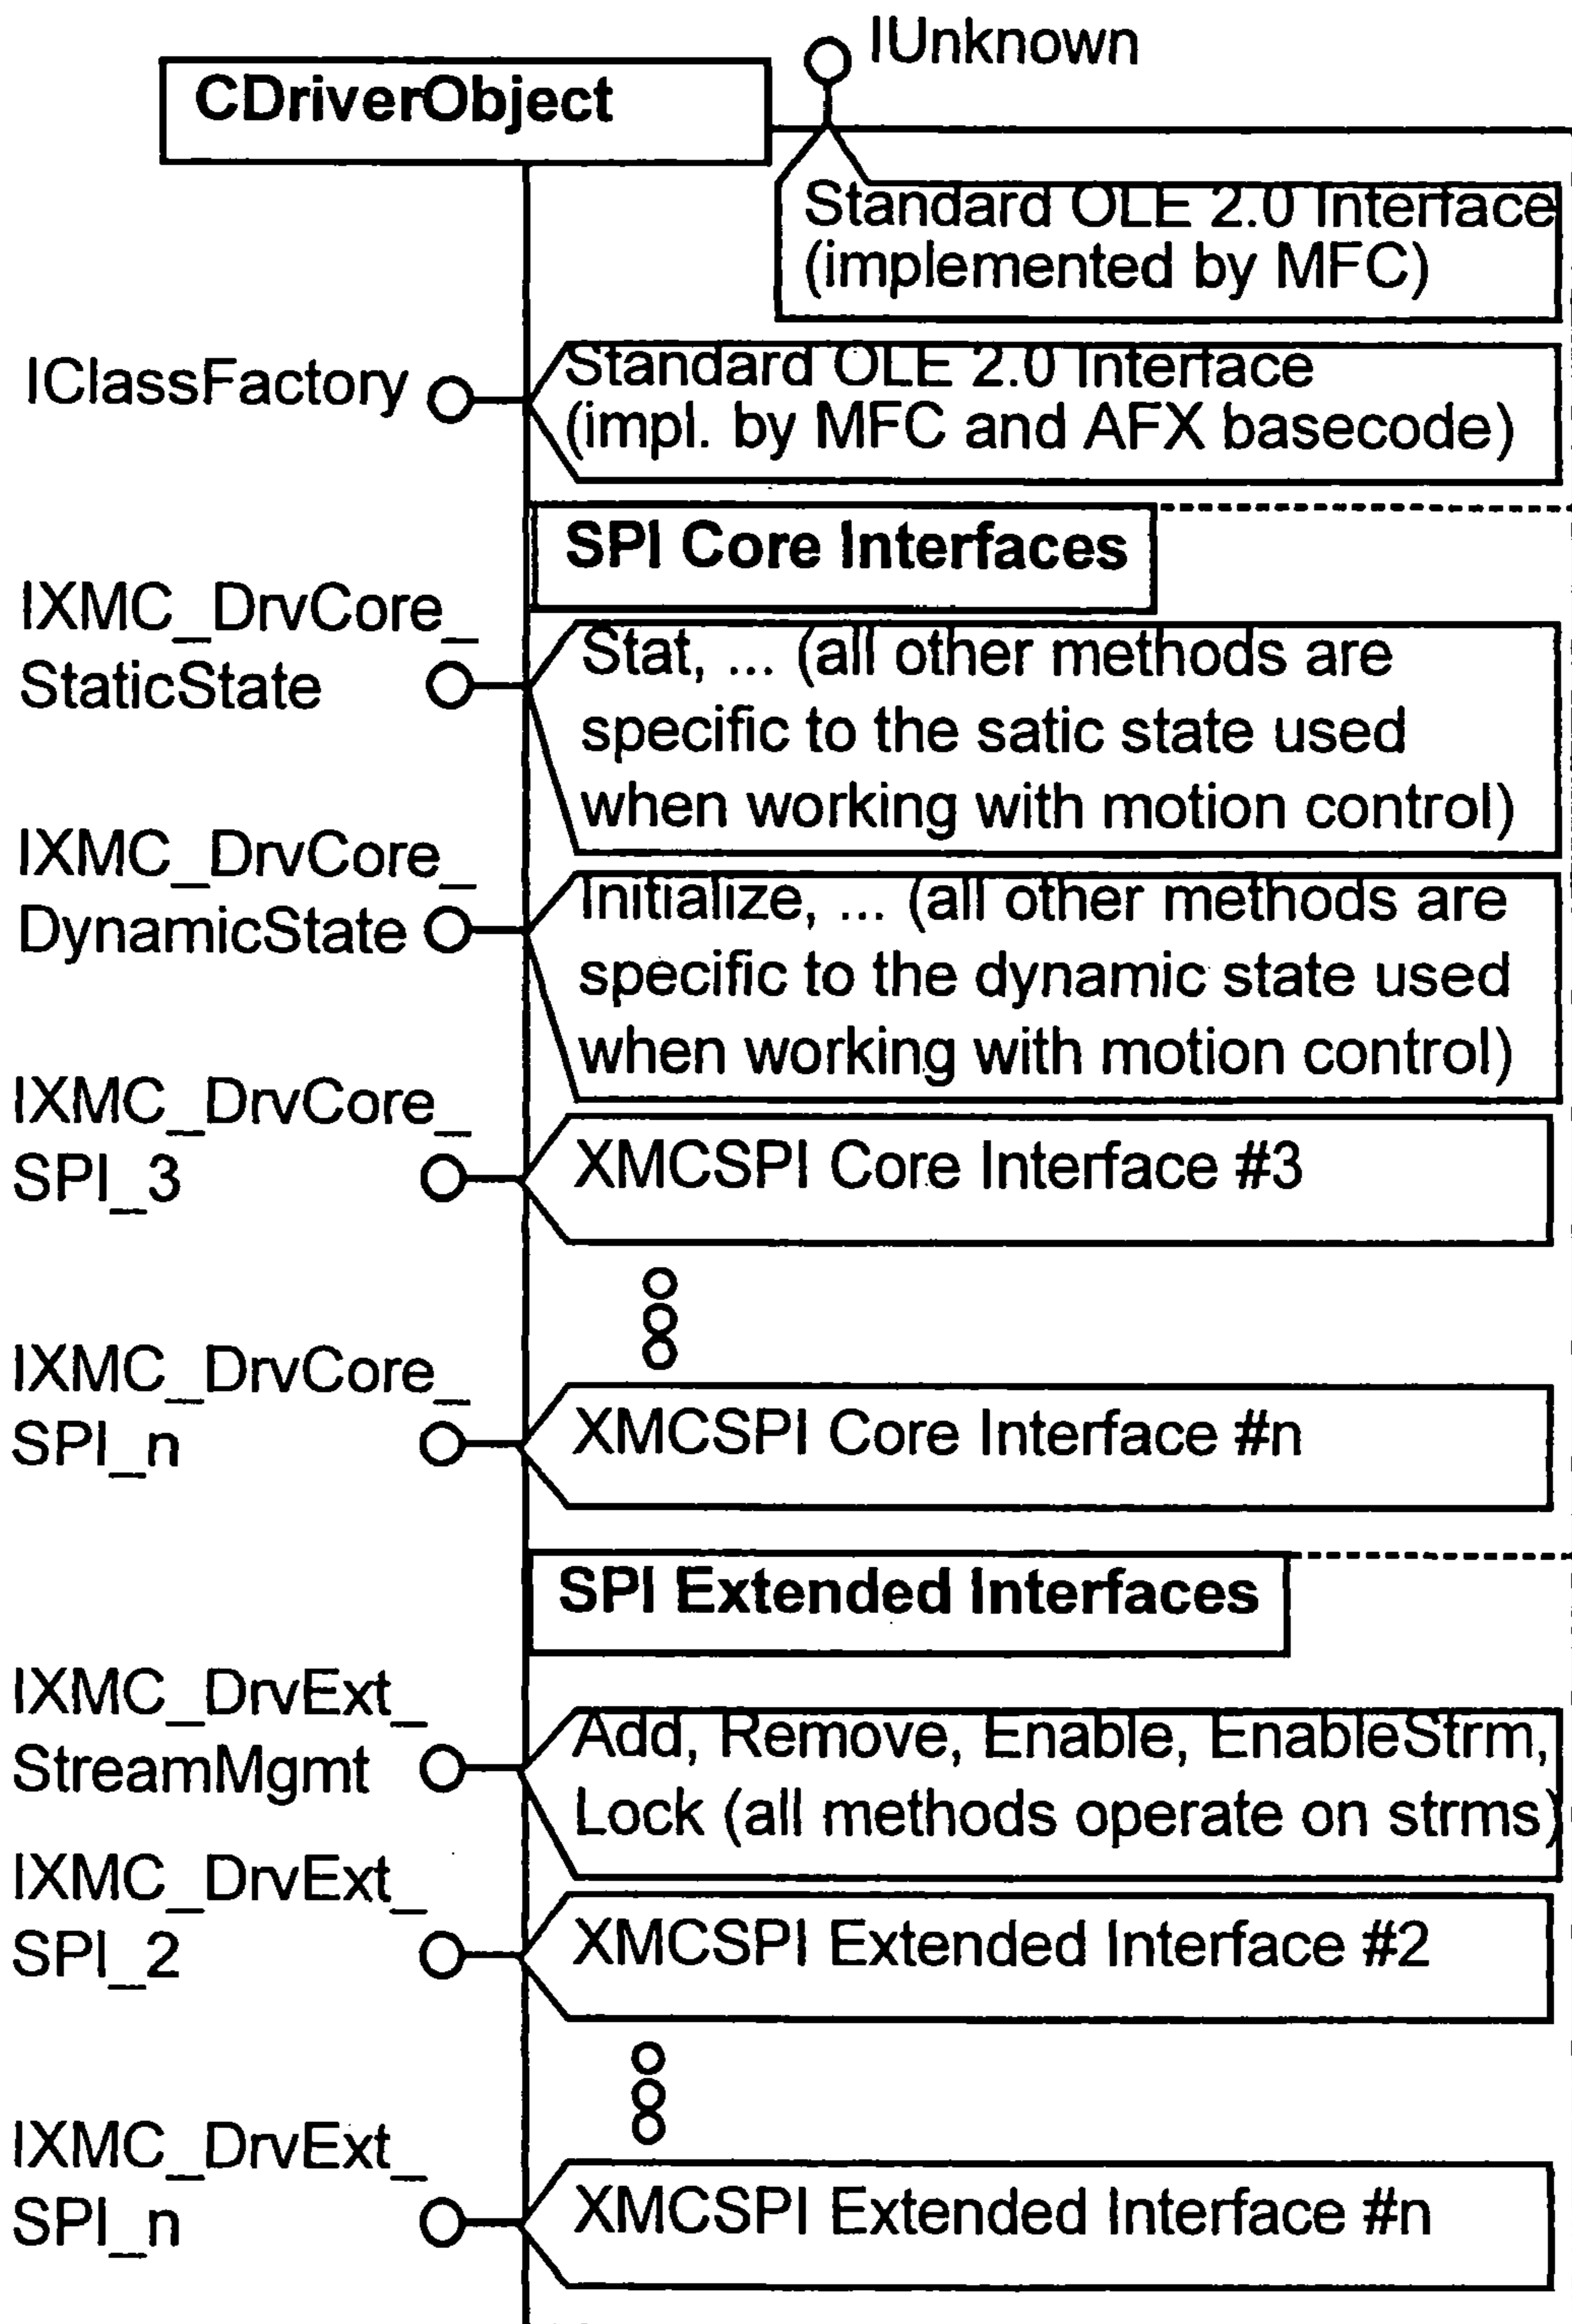 IUnknown
CDriverObject
Standard OLE 2.0 Interface
(implemented by MFC)
IClassFactory
Standard OLE 2.0 Interface
(impl. by MFC and AFX basecode)
SPI Core Interfaces
IXMC_DrvCore_
StaticState
Stat, ... (all other methods are
specific to the satic state used
when working with motion control)
IXMC_DrvCore_
DynamicState
Initialize, ... (all other methods are
specific to the dynamic state used
when working with motion control)
IXMC_DrvCore_
SPI_3
XMCSPI Core Interface #3
IXMC_DrvCore_
SPI_n
XMCSPI Core Interface #n
SPI Extended Interfaces
IXMC_DrvExt_
StreamMgmt
Add, Remove, Enable, EnableStrm,
Lock (all methods operate on strms)
IXMC_DrvExt_
SPI_2
XMCSPI Extended Interface #2
IXMC_DrvExt_
SPI_n
XMCSPI Extended Interface #n